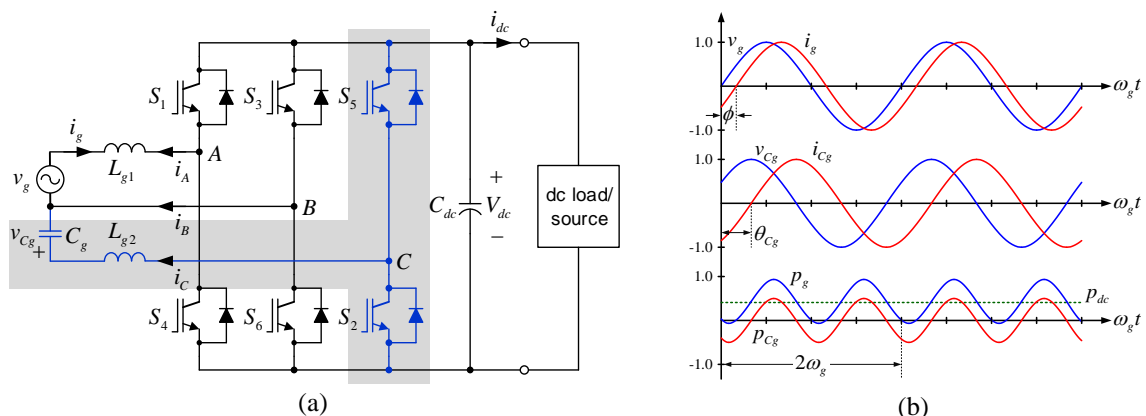 i_dc
S_1
S_3
S_5
i_g
A
L_g1
i_A
v_g
B
i_B
v_Cg
C_g
+
L_g2
C
i_C
C_dc
+
V_dc
−
dc load/
source
S_4
S_6
S_2
(a)
1.0
v_g
i_g
ω_g t
ϕ
-1.0
1.0
v_Cg
i_Cg
ω_g t
θ_Cg
-1.0
1.0
p_g
p_dc
ω_g t
p_Cg
2ω_g
-1.0
(b)